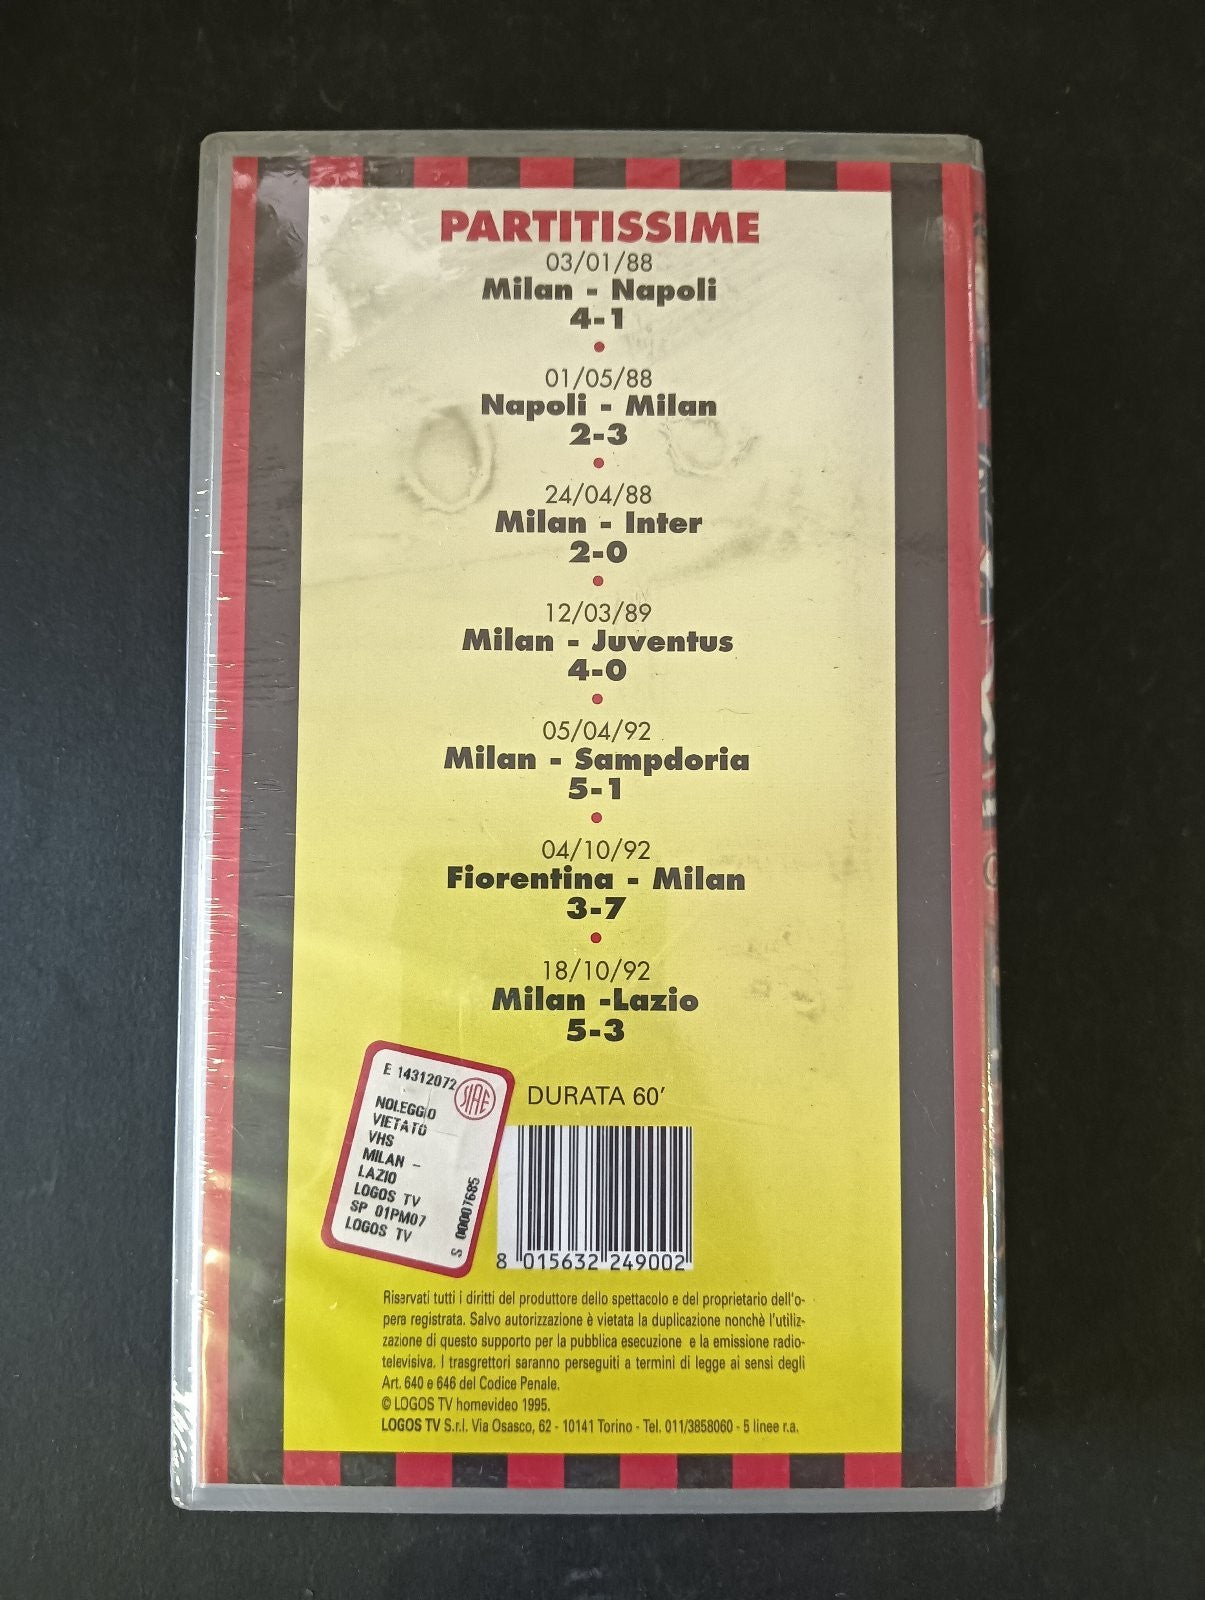 PARTITISSIME
03/01/88
Milan - Napoli
4-1
01/05/88
Napoli - Milan
2-3
24/04/88
Milan - Inter
2-0
12/03/89
Milan - Juventus
4-0
05/04/92
Milan - Sampdoria
5-1
04/10/92
Fiorentina - Milan
3-7
18/10/92
Milan -Lazio
5-3
DURATA 60'
E 14312072
SIAE
NOLEGGIO
VIETATO
VHS
MILAN -
LAZIO
LOGOS TV
SP 01PM07
LOGOS TV
S 00007685
8 015632 249002
Riservati tutti i diritti del produttore dello spettacolo e del proprietario dell'o-
pera registrata. Salvo autorizzazione è vietata la duplicazione nonchè l'utiliz-
zazione di questo supporto per la pubblica esecuzione e la emissione radio-
televisiva. I trasgrettori saranno perseguiti a termini di legge ai sensi degli
Art. 640 e 646 del Codice Penale.
© LOGOS TV homevideo 1995.
LOGOS TV S.r.l. Via Osasco, 62 - 10141 Torino - Tel. 011/3858060 - 5 linee r.a.